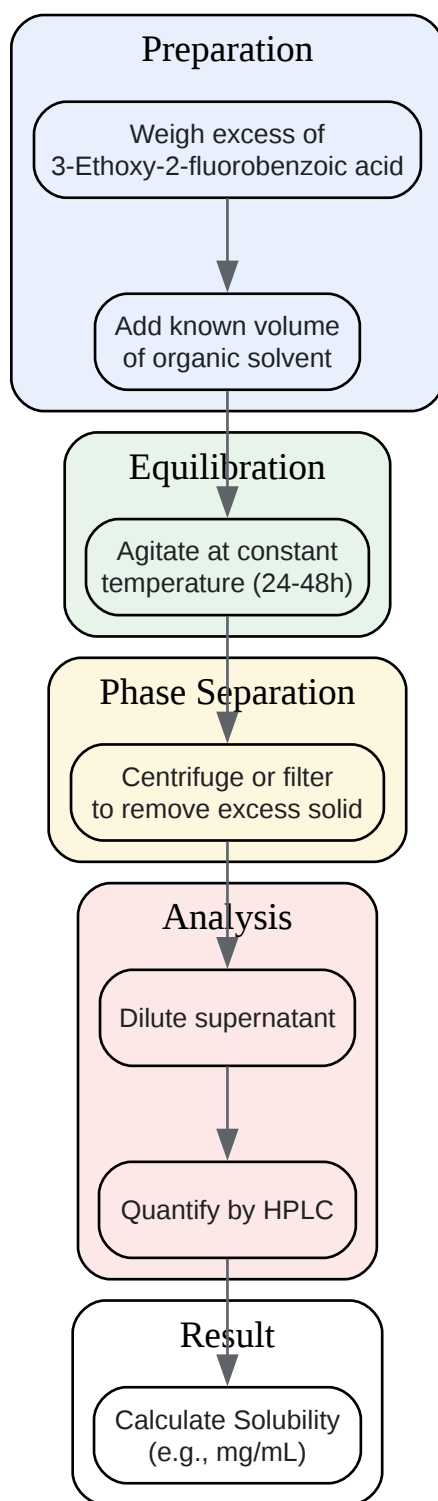 Preparation
Weigh excess of
3-Ethoxy-2-fluorobenzoic acid
Add known volume
of organic solvent
Equilibration
Agitate at constant
temperature (24-48h)
Phase Separation
Centrifuge or filter
to remove excess solid
Analysis
Dilute supernatant
Quantify by HPLC
Result
Calculate Solubility
(e.g., mg/mL)